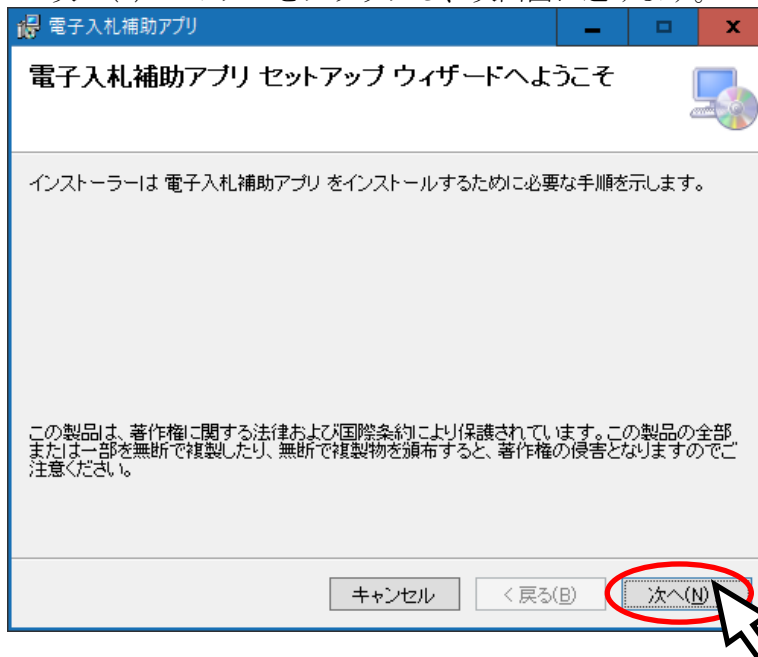 電子入札補助アプリ
電子入札補助アプリ セットアップ ウィザードへようこそ
インストーラーは 電子入札補助アプリ をインストールするために必要な手順を示します。
この製品は、著作権に関する法律および国際条約により保護されています。この製品の全部
または一部を無断で複製したり、無断で複製物を頒布すると、著作権の侵害となりますのでご
注意ください。
キャンセル
< 戻る(B)
次へ(N)